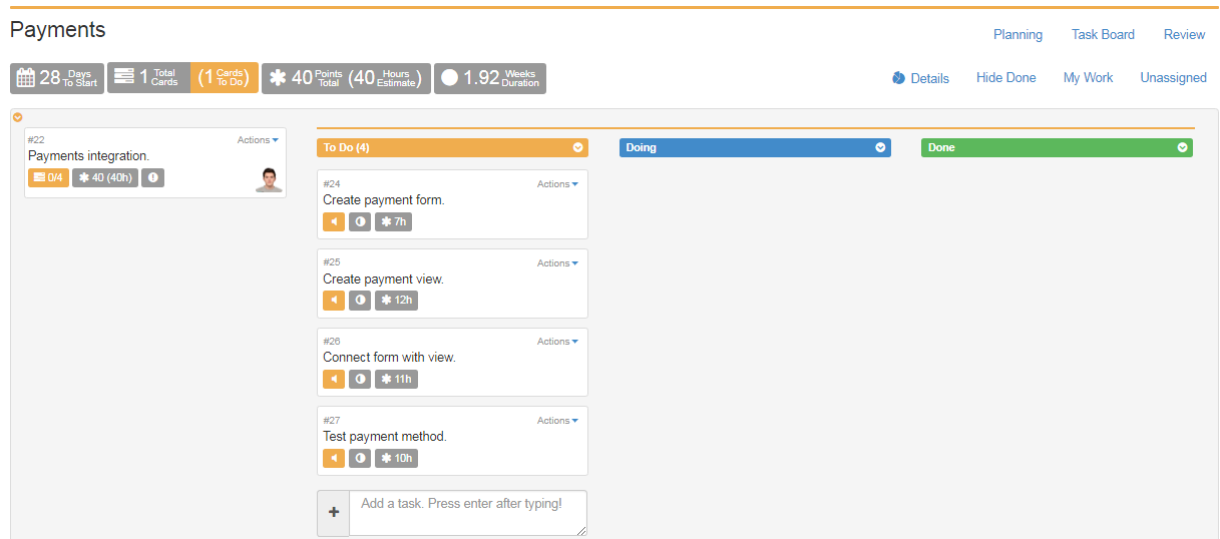 Payments
Planning Task Board Review
28 Days To Start 1 Total Cards (1 Cards To Do) 40 Points Total (40 Hours Estimate) 1.92 Weeks Duration
Details Hide Done My Work Unassigned
#22 Actions
Payments integration.
0/4 40 (40h)
To Do (4) Doing Done
#24 Actions
Create payment form.
7h
#25 Actions
Create payment view.
12h
#26 Actions
Connect form with view.
11h
#27 Actions
Test payment method.
10h
+ Add a task. Press enter after typing!